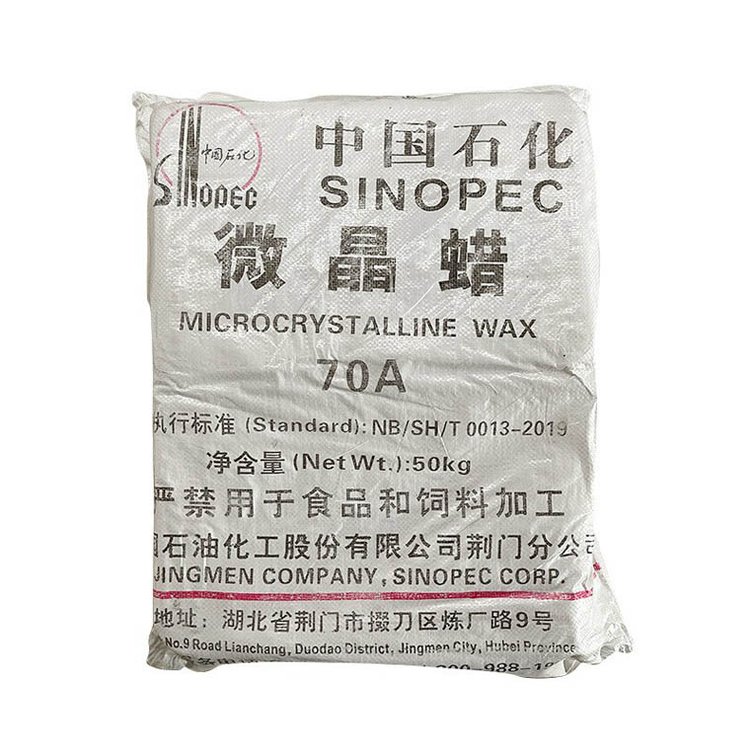 中国石化
SINOPEC
中国石化
SINOPEC
微晶蜡
MICROCRYSTALLINE WAX
70A
执行标准 (Standard): NB/SH/T 0013-2019
净含量 (Net Wt.):50kg
严禁用于食品和饲料加工
国石油化工股份有限公司荆门分公司
JINGMEN COMPANY, SINOPEC CORP.
地址: 湖北省荆门市掇刀区炼厂路9号
No.9 Road Lianchang, Duodao District, Jingmen City, Hubei Province
-988-18